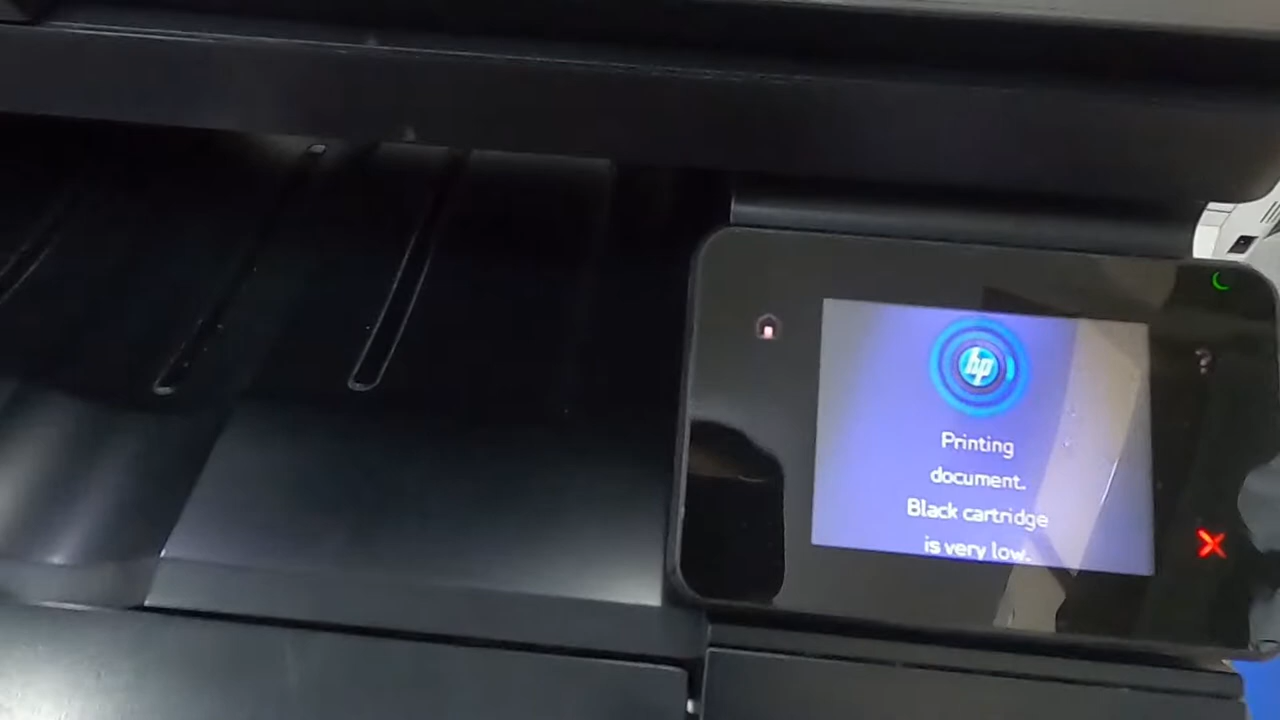 hp
Printing
document.
Black cartridge
is very low.
?